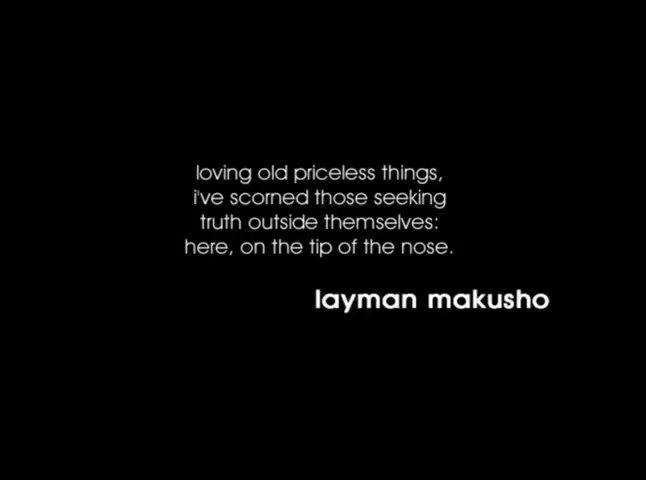 loving old priceless things,
i've scorned those seeking
truth outside themselves:
here, on the tip of the nose.
layman makusho